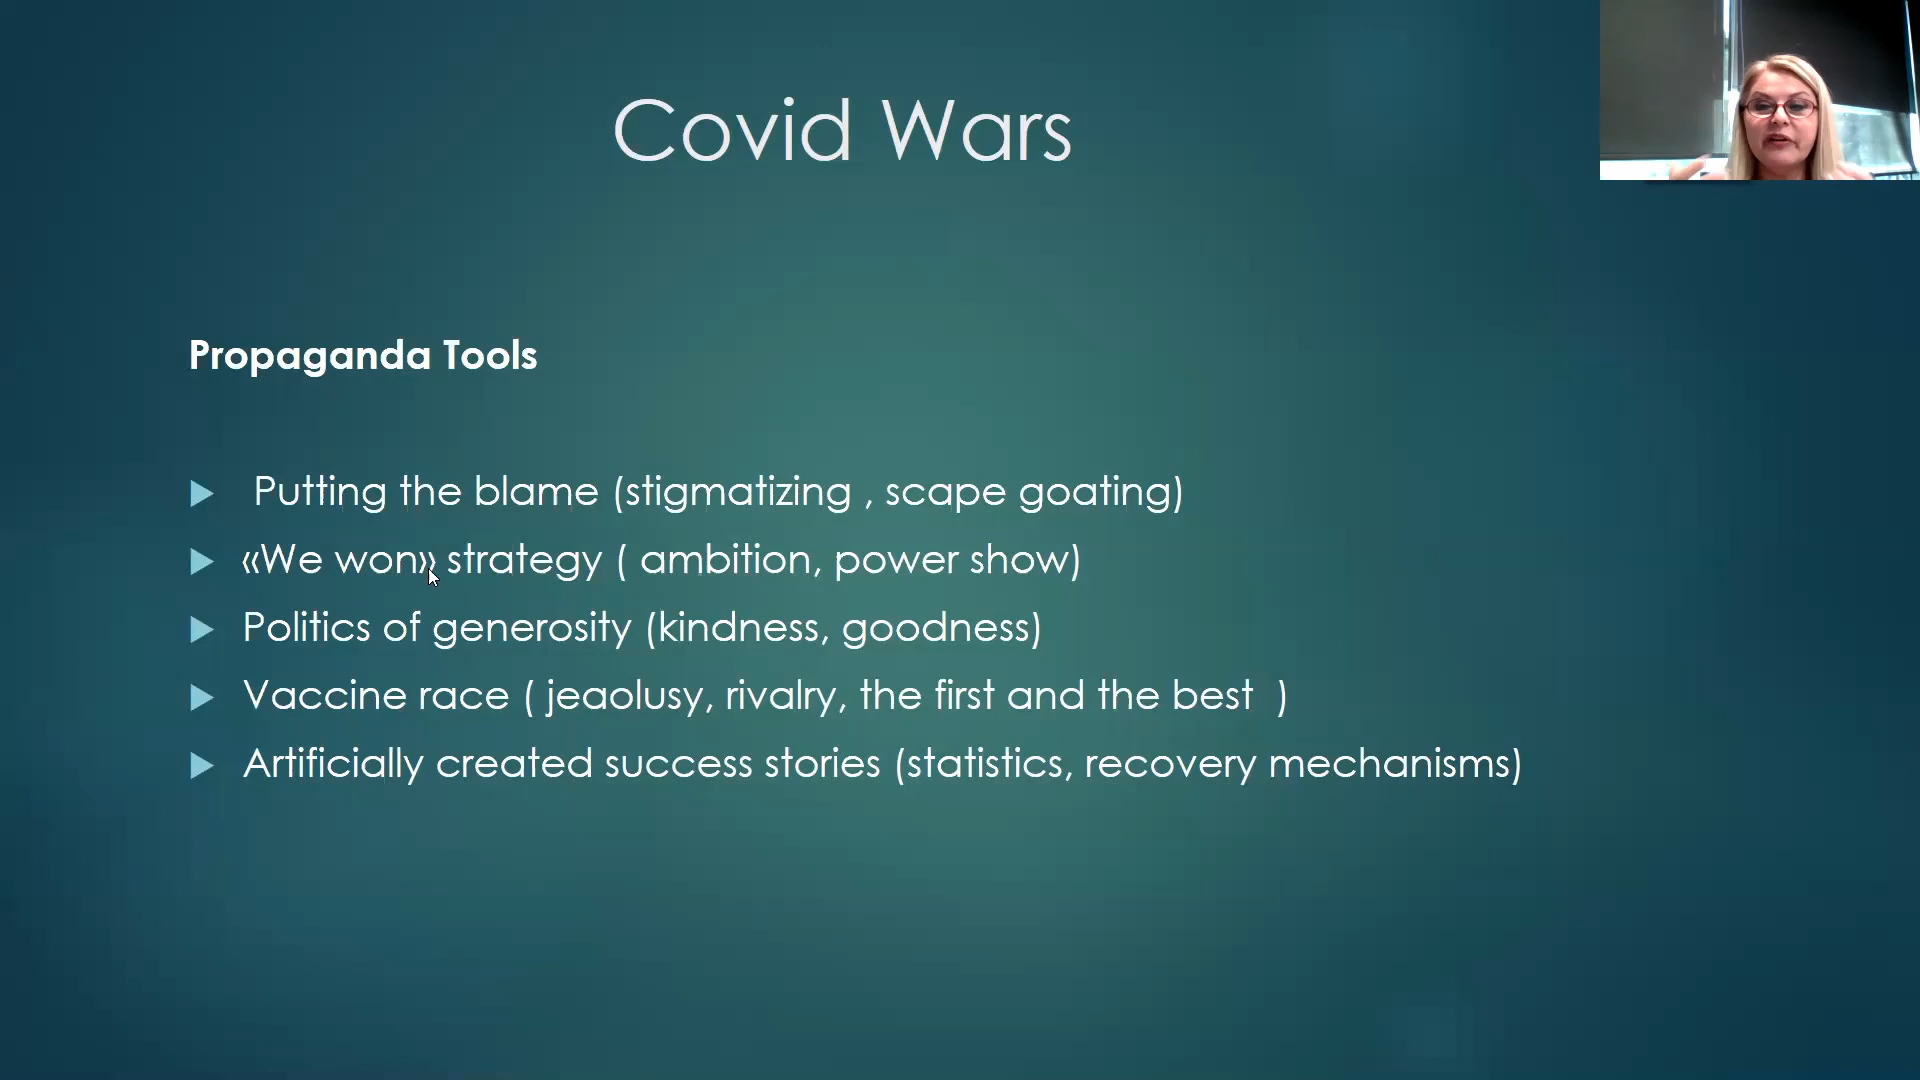 Covid Wars
Propaganda Tools
Putting the blame (stigmatizing , scape goating)
«We won» strategy ( ambition, power show)
Politics of generosity (kindness, goodness)
Vaccine race ( jeaolusy, rivalry, the first and the best )
Artificially created success stories (statistics, recovery mechanisms)